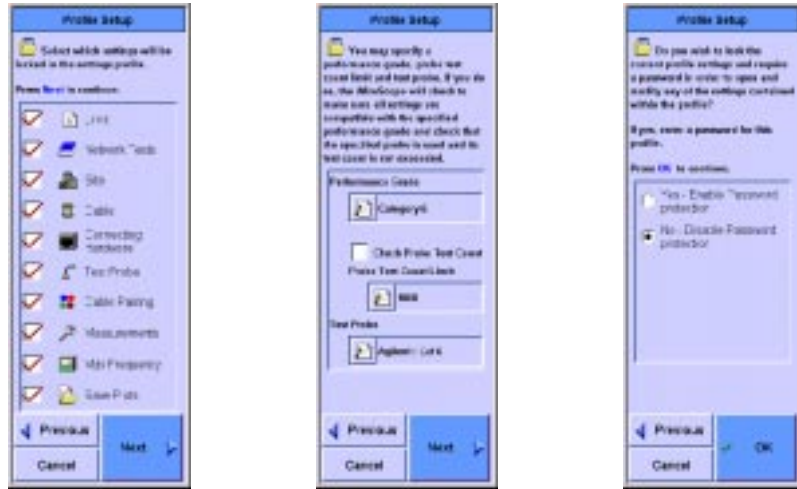 Profile Setup
Select which settings will be
locked in the settings profile.
Press Next to continue.
Link
Network Tests
Site
Cable
Connecting
Hardware
Test Probe
Cable Pairing
Measurements
Max Frequency
Save Plots
Previous
Next
Cancel
Profile Setup
You may specify a
performance grade, probe test
count limit and test probe. If you do
so, the WireScope will check to
make sure all settings are
compatible with the specified
performance grade and check that
the specified probe is used and its
test count is not exceeded.
Performance Grade
Category 6
Check Probe Test Count
Probe Test Count Limit
Test Probe
Agilent Cat 6
Previous
Next
Cancel
Profile Setup
Do you wish to lock the
current profile settings and require
a password in order to open and
modify any of the settings contained
within the profile?
If yes, enter a password for this
profile.
Press OK to continue.
Yes - Enable Password
protection
No - Disable Password
protection
Previous
OK
Cancel